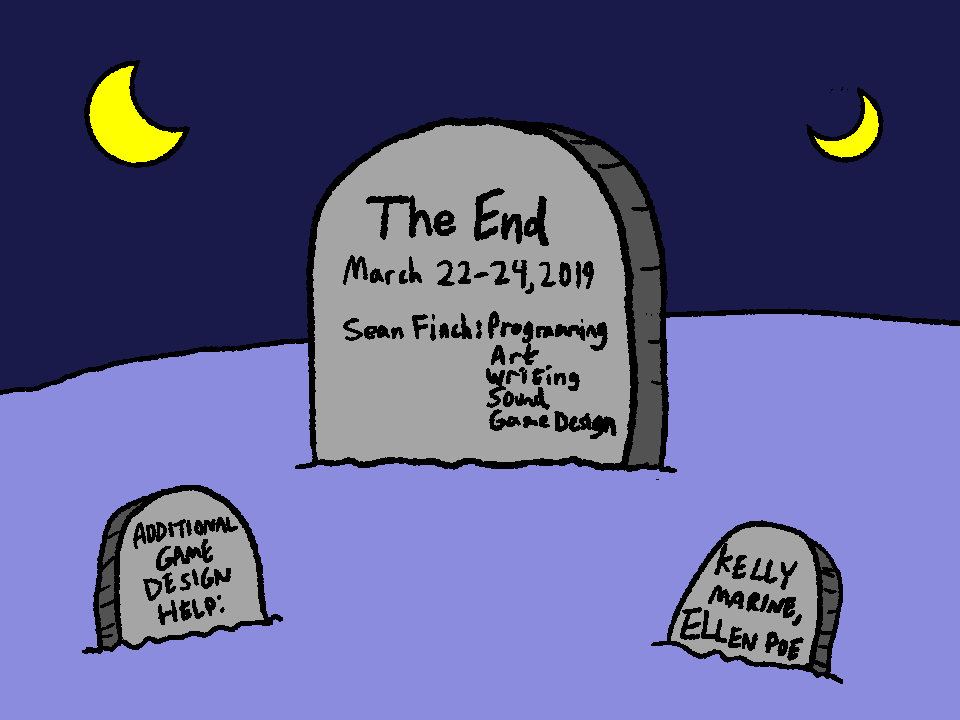 The End
March 22-24, 2019
Sean Finch: Programing
Art
Writing
Sound
Game Design
ADDITIONAL
GAME
DESIGN
HELP:
KELLY
MARINE,
ELLEN POE